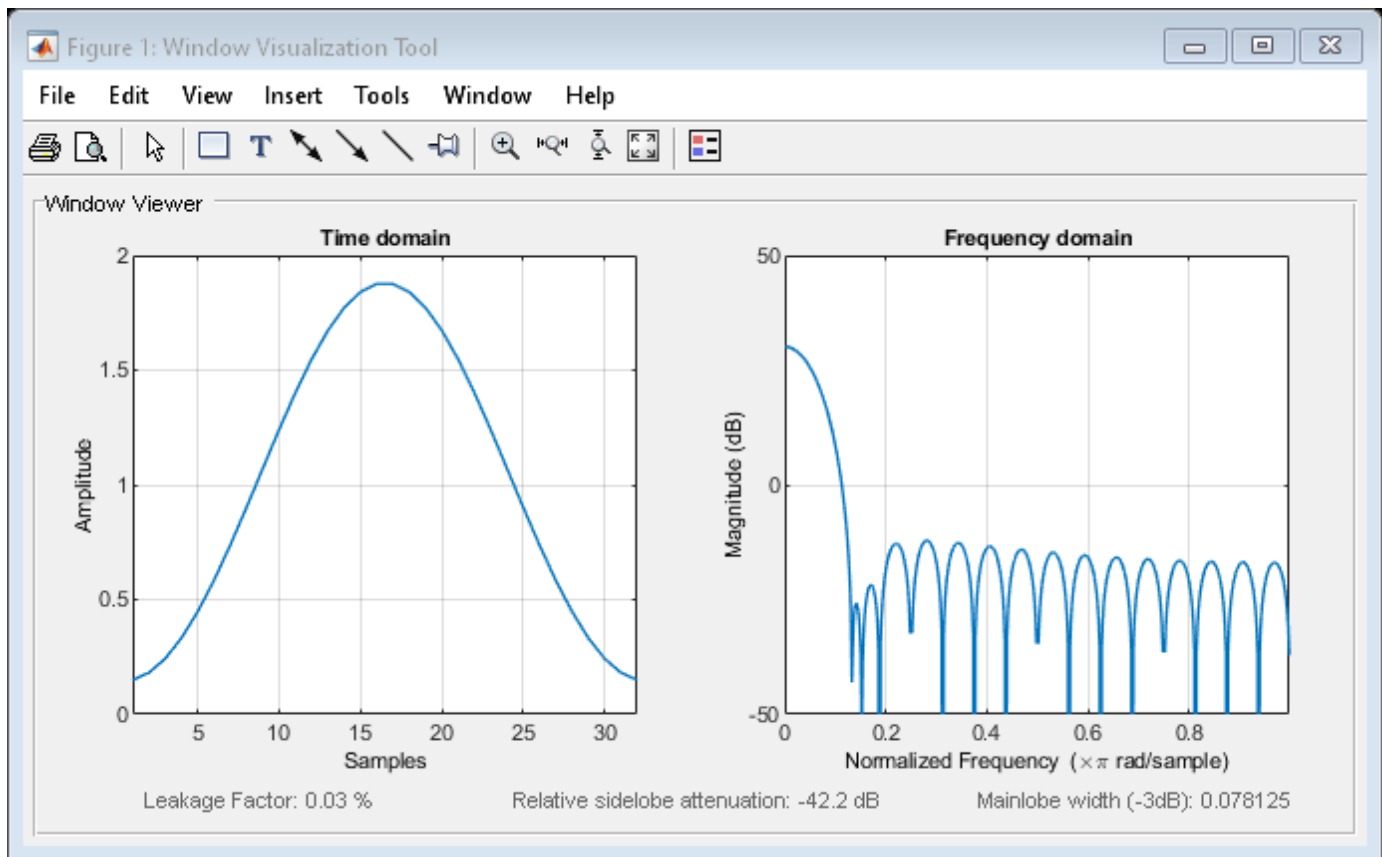 Figure 1: Window Visualization Tool
File Edit View Insert Tools Window Help
T
Window Viewer
Time domain
2
1.5
1
0.5
0
5 10 15 20 25 30
Amplitude
Samples
Frequency domain
50
0
-50
0 0.2 0.4 0.6 0.8
Magnitude (dB)
Normalized Frequency (×π rad/sample)
Leakage Factor: 0.03 % Relative sidelobe attenuation: -42.2 dB Mainlobe width (-3dB): 0.078125